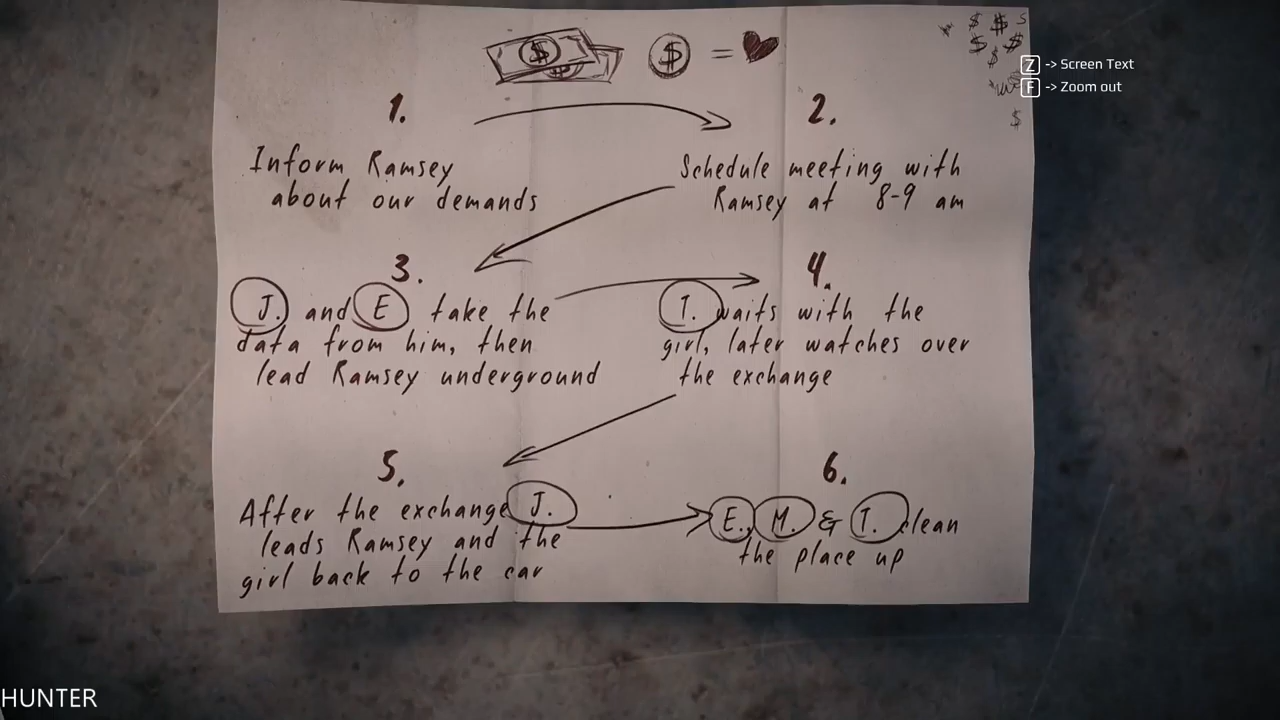 $ $ = ♥
Z -> Screen Text
F -> Zoom out
1.
Inform Ramsey
about our demands
2.
Schedule meeting with
Ramsey at 8-9 am
3.
J. and E take the
data from him, then
lead Ramsey underground
4.
T. waits with the
girl, later watches over
the exchange
5.
After the exchange J.
leads Ramsey and the
girl back to the car
6.
E. M. & T. clean
the place up
HUNTER